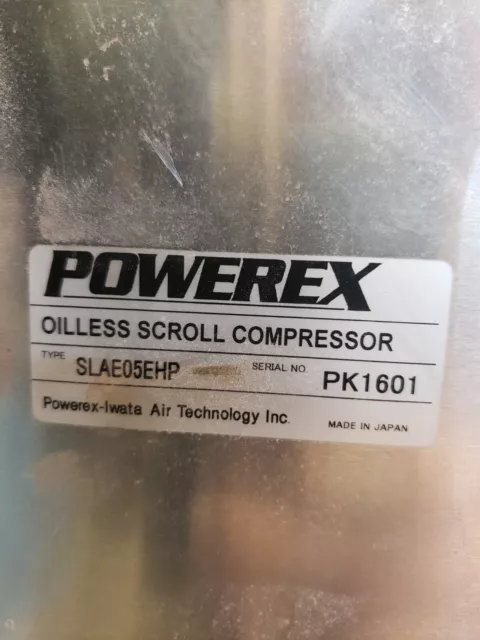 POWEREX
OILLESS SCROLL COMPRESSOR
TYPE SLAE05EHP SERIAL NO. PK1601
Powerex-Iwata Air Technology Inc. MADE IN JAPAN